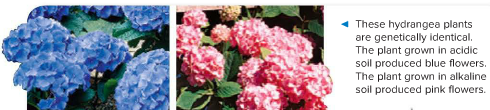 These hydrangea plants
are genetically identical.
The plant grown in acidic
soil produced blue flowers.
The plant grown in alkaline
soil produced pink flowers.